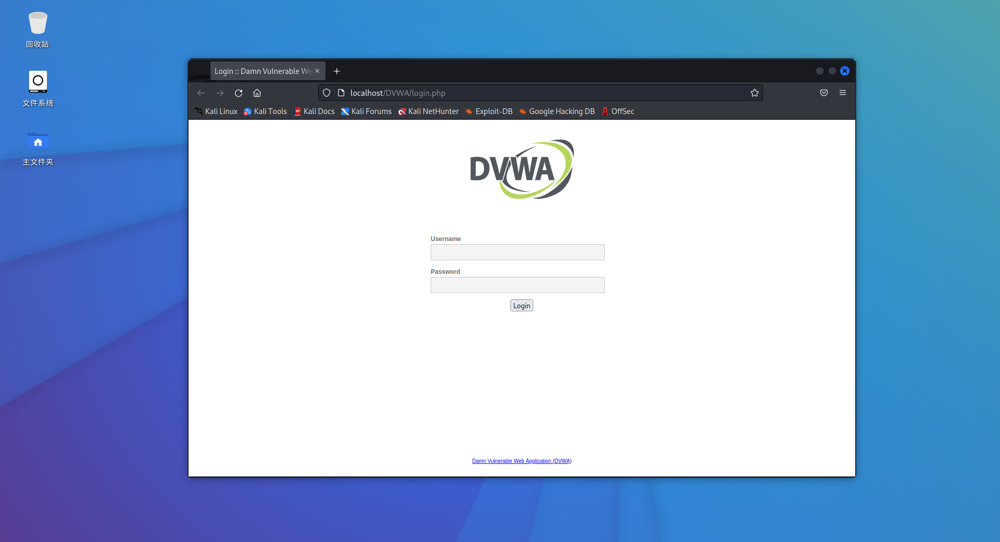 回收站
文件系统
主文件夹
Login :: Damn Vulnerable We
localhost/DVWA/login.php
Kali Linux Kali Tools Kali Docs Kali Forums Kali NetHunter Exploit-DB Google Hacking DB OffSec
DVWA
Username
Password
Login
Damn Vulnerable Web Application (DVWA)